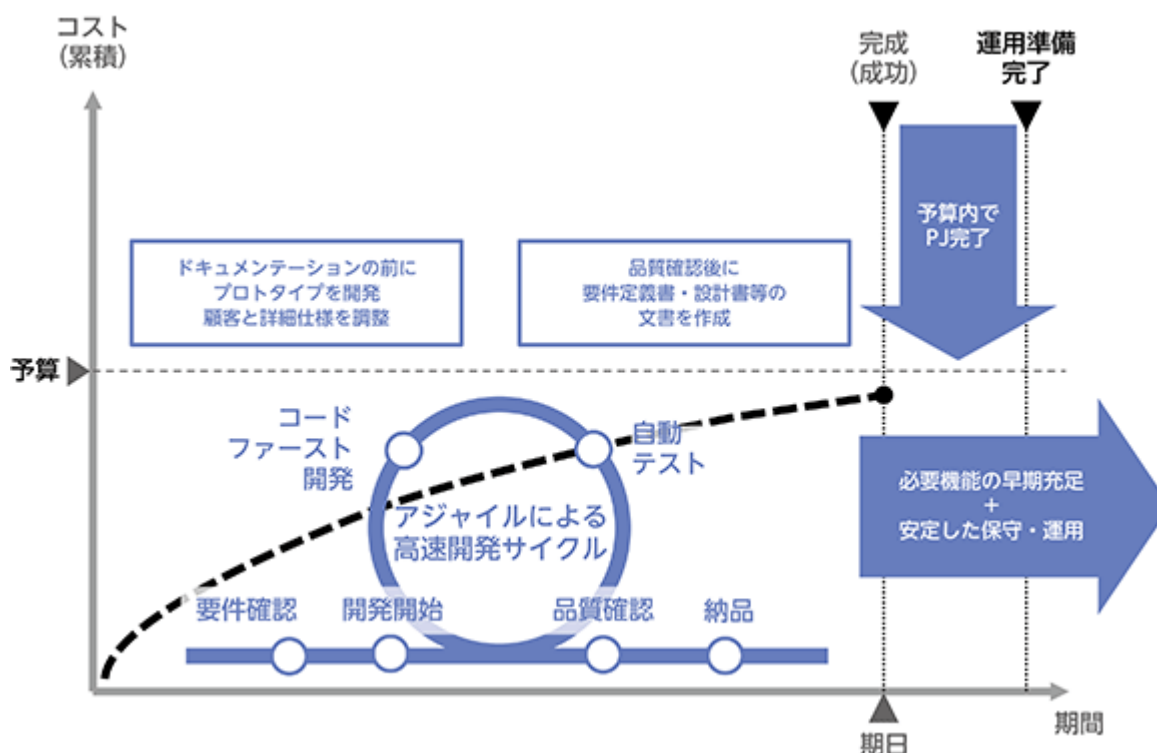 コスト
(累積)
完成
(成功)
運用準備
完了
予算内で
PJ完了
ドキュメンテーションの前に
プロトタイプを開発
顧客と詳細仕様を調整
品質確認後に
要件定義書・設計書等の
文書を作成
予算
コード
ファースト
開発
自動
テスト
アジャイルによる
高速開発サイクル
必要機能の早期充足
+
安定した保守・運用
要件確認
開発開始
品質確認
納品
期間
期日